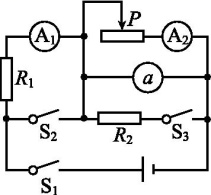 A₁ P A₂
R₁ a
S₂ R₂ S₃
S₁